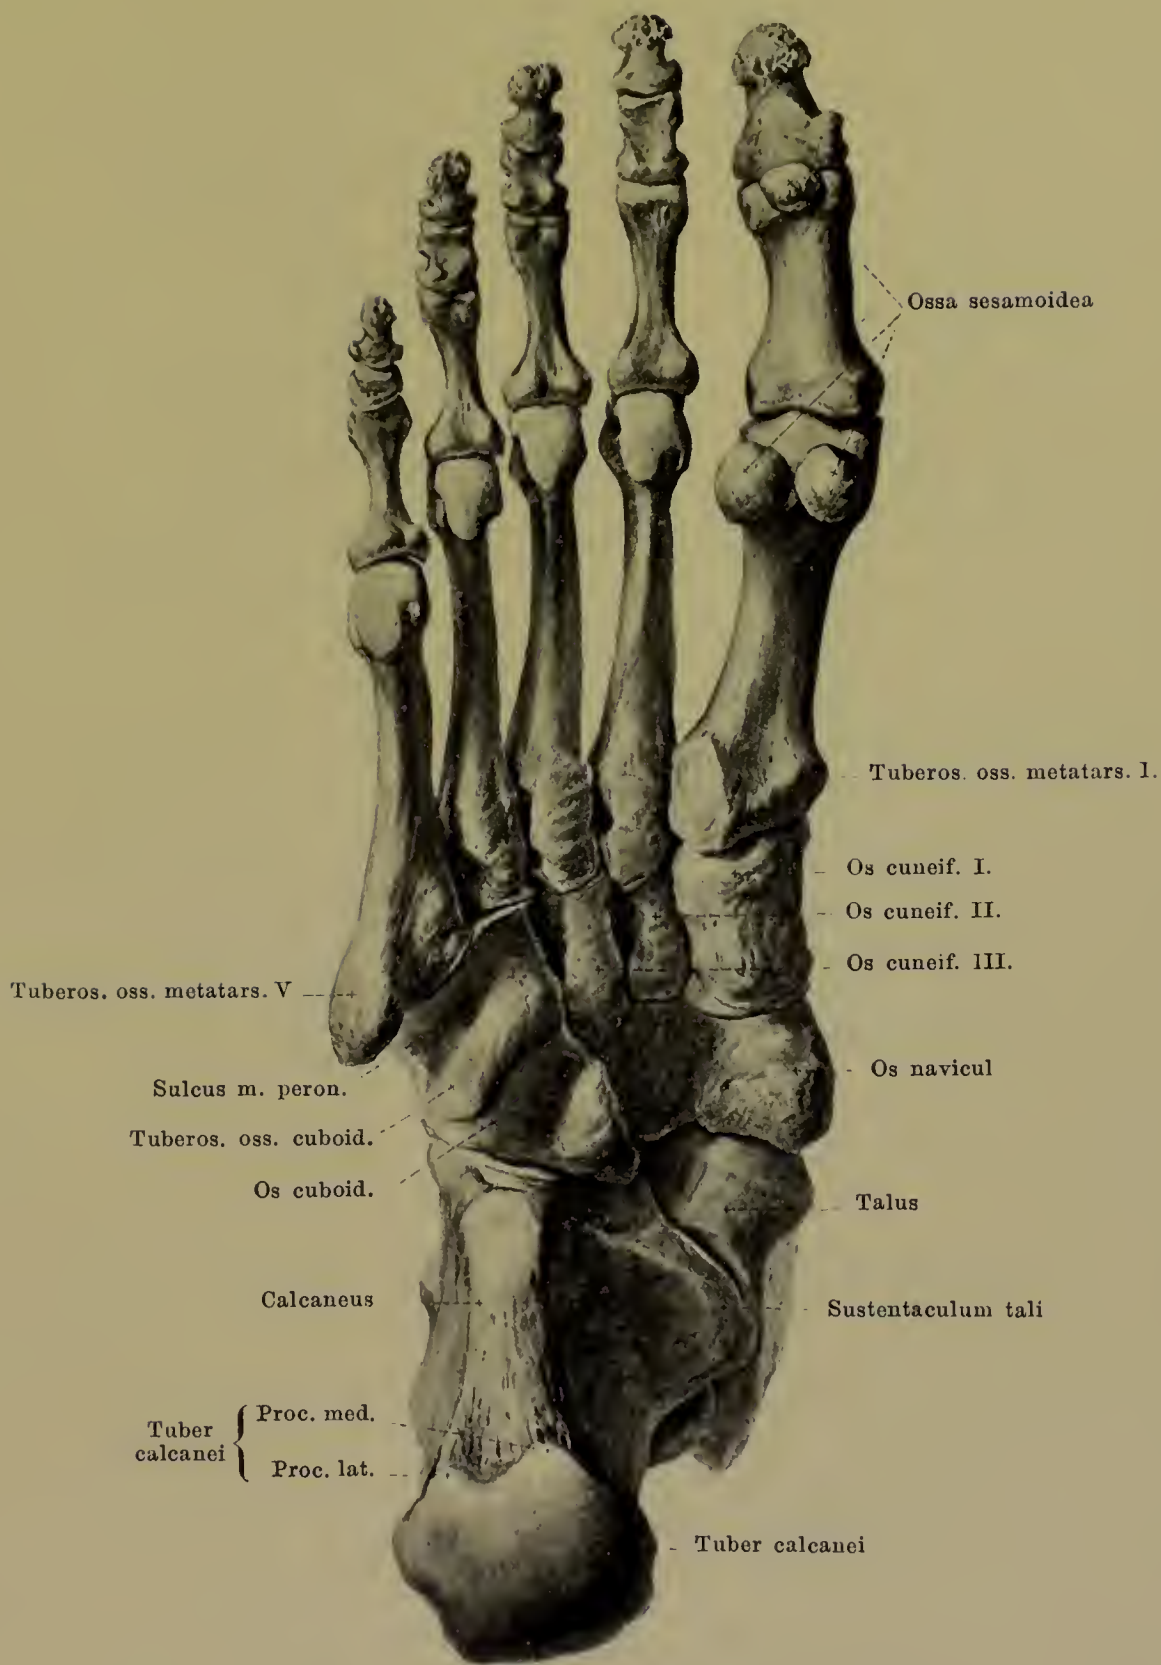 Ossa sesamoidea
Tuberos. oss. metatars. I.
Os cuneif. I.
Os cuneif. II.
Os cuneif. III.
Tuberos. oss. metatars. V
Os navicul
Sulcus m. peron.
Tuberos. oss. cuboid.
Os cuboid.
Talus
Calcaneus
Sustentaculum tali
Proc. med.
Tuber
calcanei
Proc. lat.
Tuber calcanei